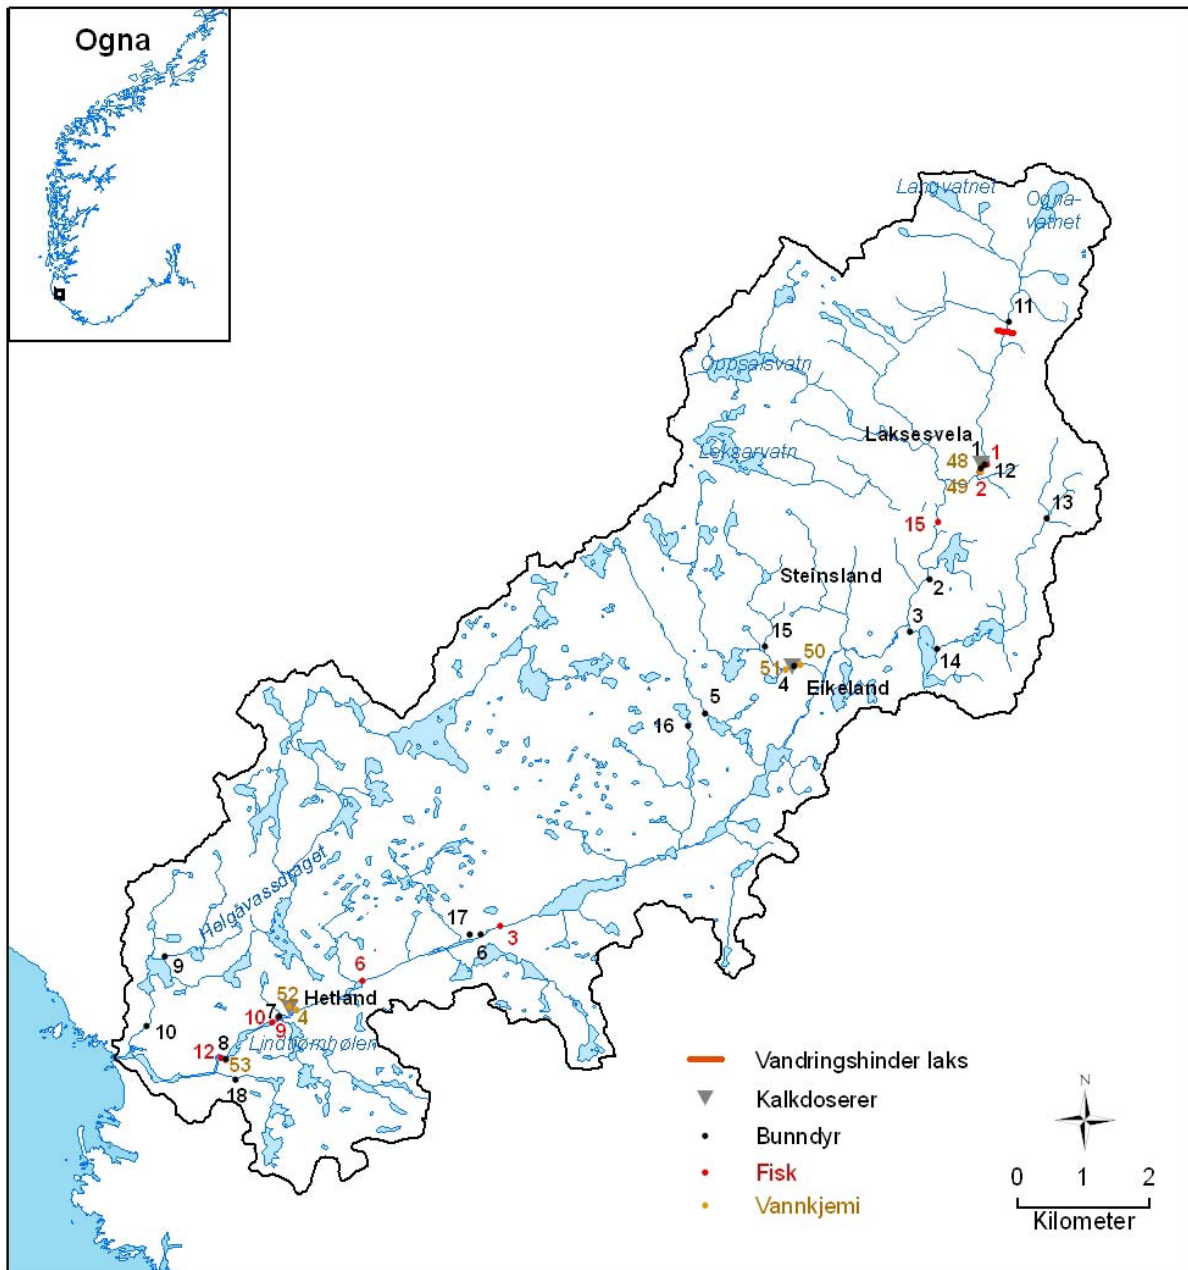 Ogna
Langvatnet
Ogna-
vatnet
11
Oppsalsvatn
Laksesvela
Leksarvatn
1
1
48
12
49
2
13
15
Steinsland
2
3
15
50
14
51
4
Eikeland
5
16
Helgåvassdraget
17
6
3
9
6
52
Hetland
7
4
10
9
10
8
Lindtjørnhølen
12
53
18
Vandringshinder laks
Kalkdoserer
Bunndyr
Fisk
Vannkjemi
N
0 1 2
Kilometer